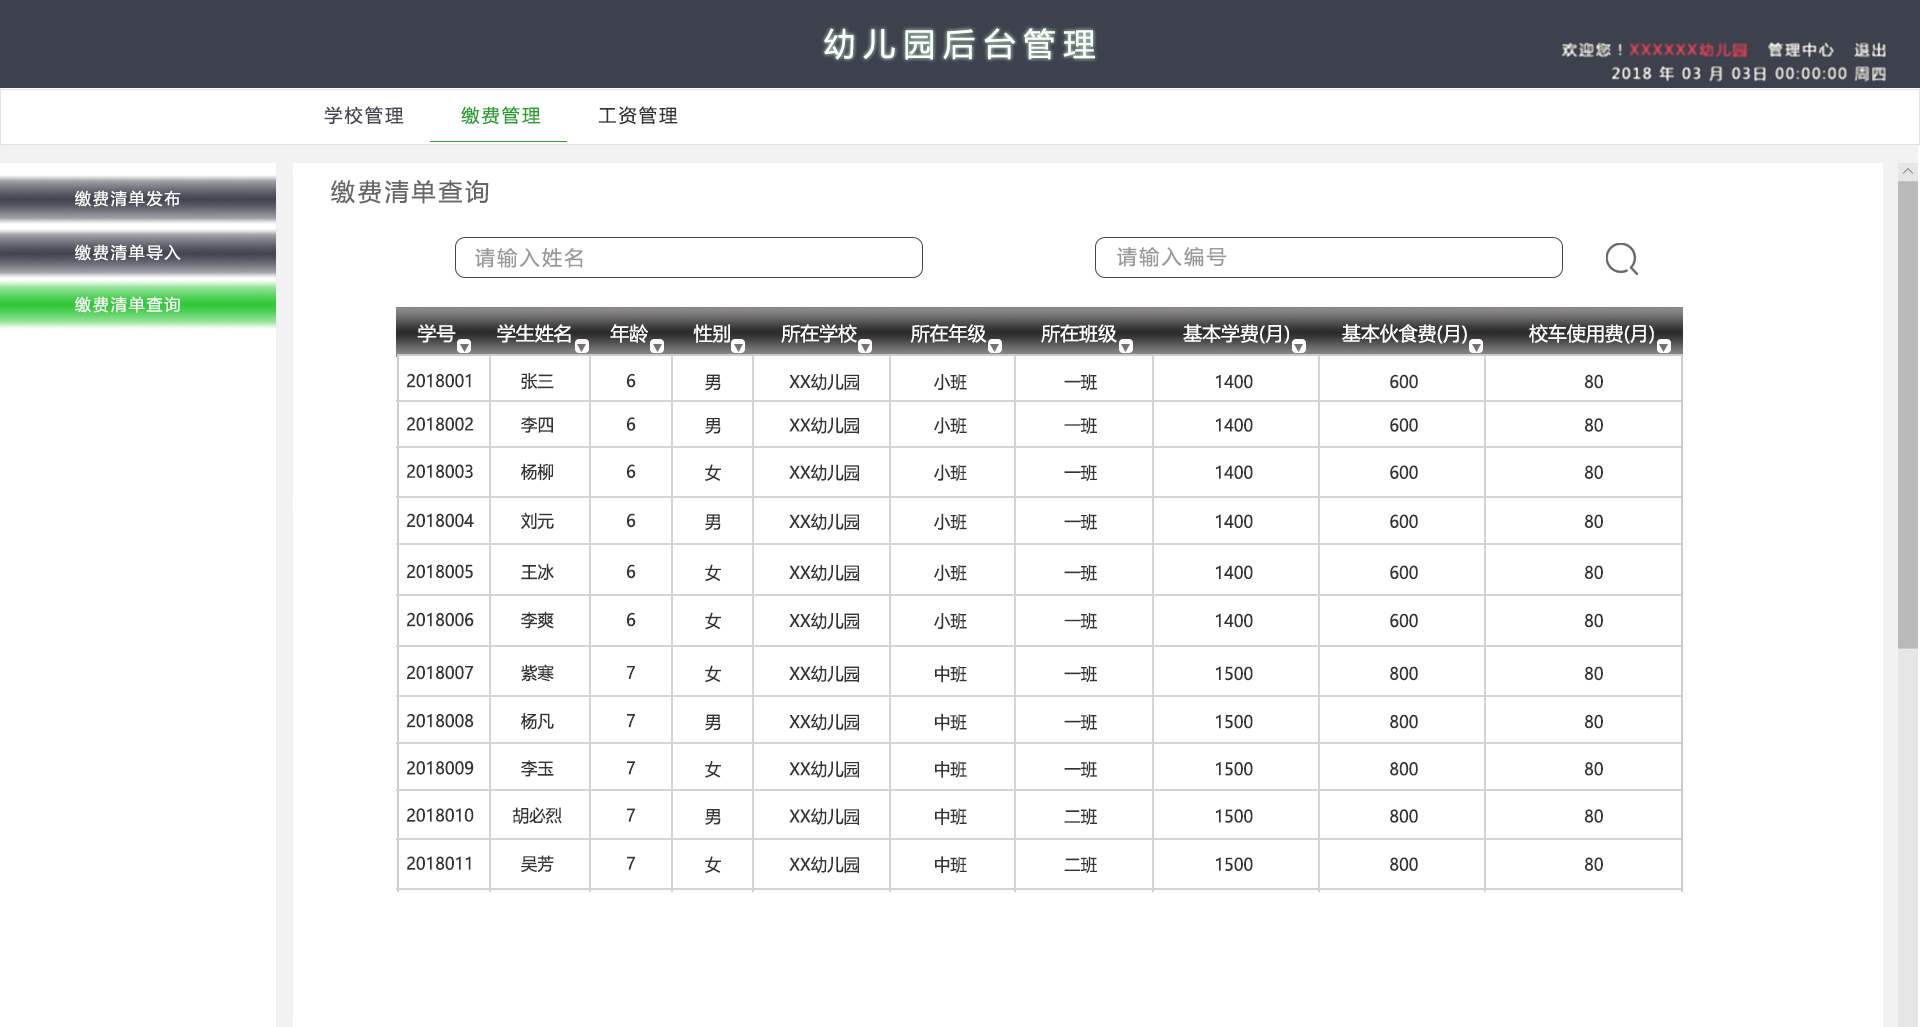 幼儿园后台管理
欢迎您！XXXXXX幼儿园 管理中心 退出
2018 年 03 月 03日 00:00:00 周四
学校管理 缴费管理 工资管理
缴费清单发布
缴费清单导入
缴费清单查询
缴费清单查询
请输入姓名 请输入编号
学号 学生姓名 年龄 性别 所在学校 所在年级 所在班级 基本学费(月) 基本伙食费(月) 校车使用费(月)
2018001 张三 6 男 XX幼儿园 小班 一班 1400 600 80
2018002 李四 6 男 XX幼儿园 小班 一班 1400 600 80
2018003 杨柳 6 女 XX幼儿园 小班 一班 1400 600 80
2018004 刘元 6 男 XX幼儿园 小班 一班 1400 600 80
2018005 王冰 6 女 XX幼儿园 小班 一班 1400 600 80
2018006 李爽 6 女 XX幼儿园 小班 一班 1400 600 80
2018007 紫寒 7 女 XX幼儿园 中班 一班 1500 800 80
2018008 杨凡 7 男 XX幼儿园 中班 一班 1500 800 80
2018009 李玉 7 女 XX幼儿园 中班 一班 1500 800 80
2018010 胡必烈 7 男 XX幼儿园 中班 二班 1500 800 80
2018011 吴芳 7 女 XX幼儿园 中班 二班 1500 800 80